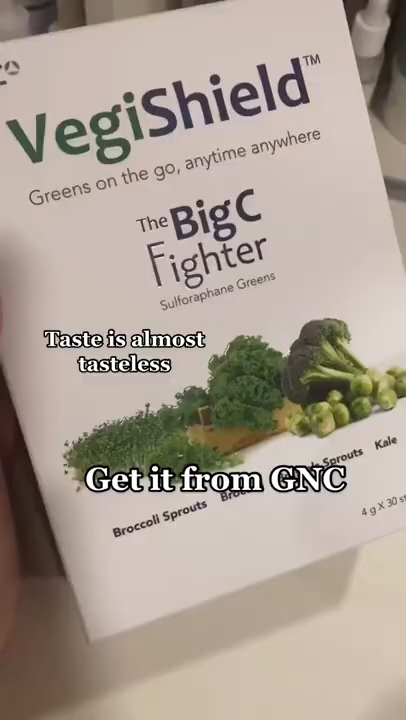 VegiShield™
Greens on the go, anytime anywhere
The Big C
Fighter
Sulforaphane Greens
Taste is almost
tasteless
Get it from GNC
Broccoli Sprouts Sprouts Kale
4 g X 30